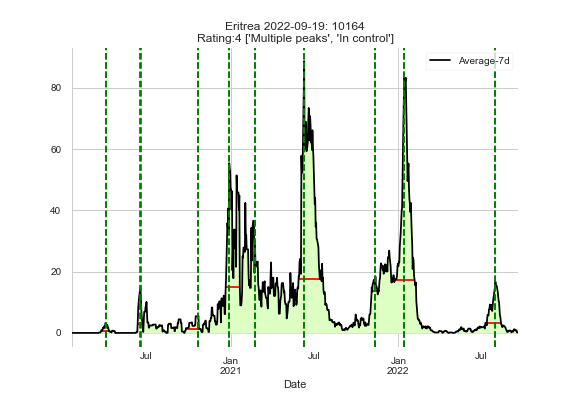 Eritrea 2022-09-19: 10164
Rating:4 ['Multiple peaks', 'In control']
Average-7d
80
60
40
20
0
Jul
Jan
2021
Jul
Jan
2022
Jul
Date